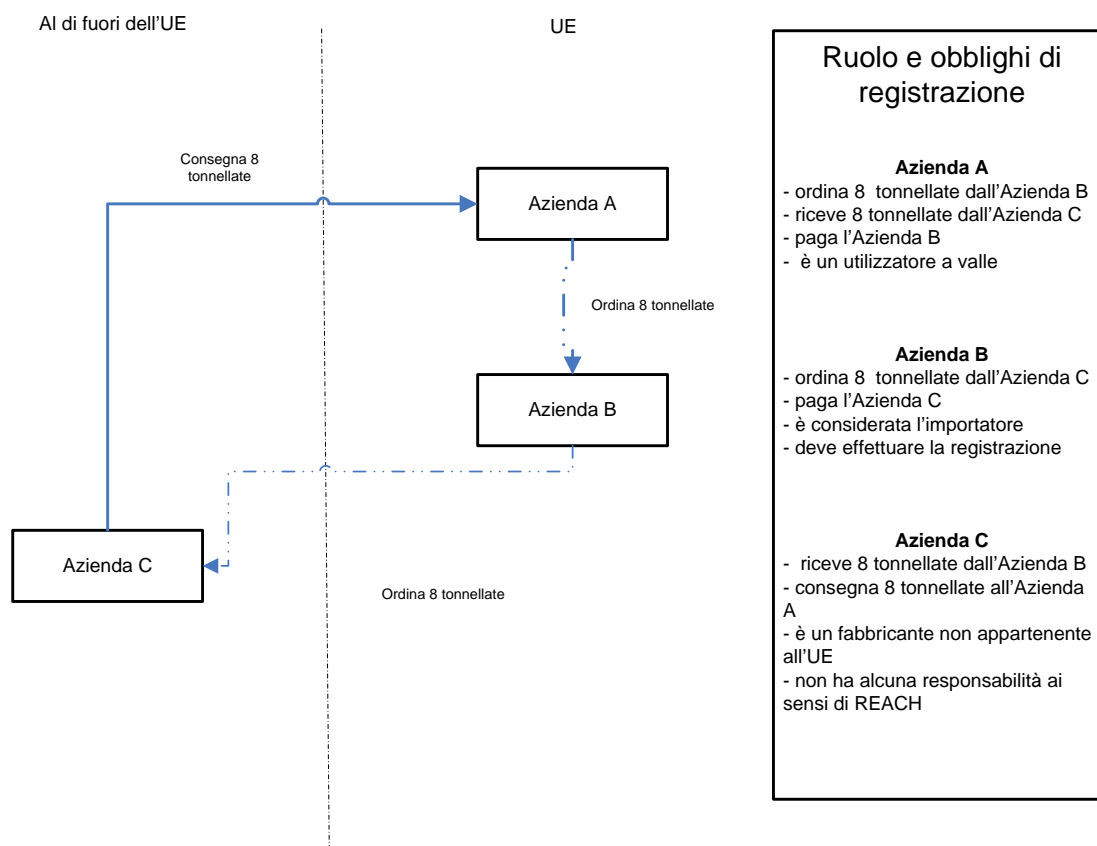 Al di fuori dell'UE
UE
Consegna 8
tonnellate
Azienda A
Ordina 8 tonnellate
Azienda B
Azienda C
Ordina 8 tonnellate
Ruolo e obblighi di
registrazione
Azienda A
- ordina 8 tonnellate dall'Azienda B
- riceve 8 tonnellate dall'Azienda C
- paga l'Azienda B
- è un utilizzatore a valle
Azienda B
- ordina 8 tonnellate dall'Azienda C
- paga l'Azienda C
- è considerata l'importatore
- deve effettuare la registrazione
Azienda C
- riceve 8 tonnellate dall'Azienda B
- consegna 8 tonnellate all'Azienda
A
- è un fabbricante non appartenente
all'UE
- non ha alcuna responsabilità ai
sensi di REACH